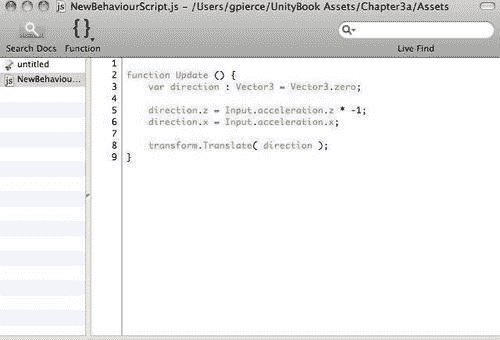 NewBehaviourScript.js – /Users/gpierce/UnityBook Assets/Chapter3a/Assets
Search Docs Function Live Find
untitled
js NewBehaviou...
1
2 function Update () {
3 var direction : Vector3 = Vector3.zero;
4
5 direction.z = Input.acceleration.z * -1;
6 direction.x = Input.acceleration.x;
7
8 transform.Translate( direction );
9 }